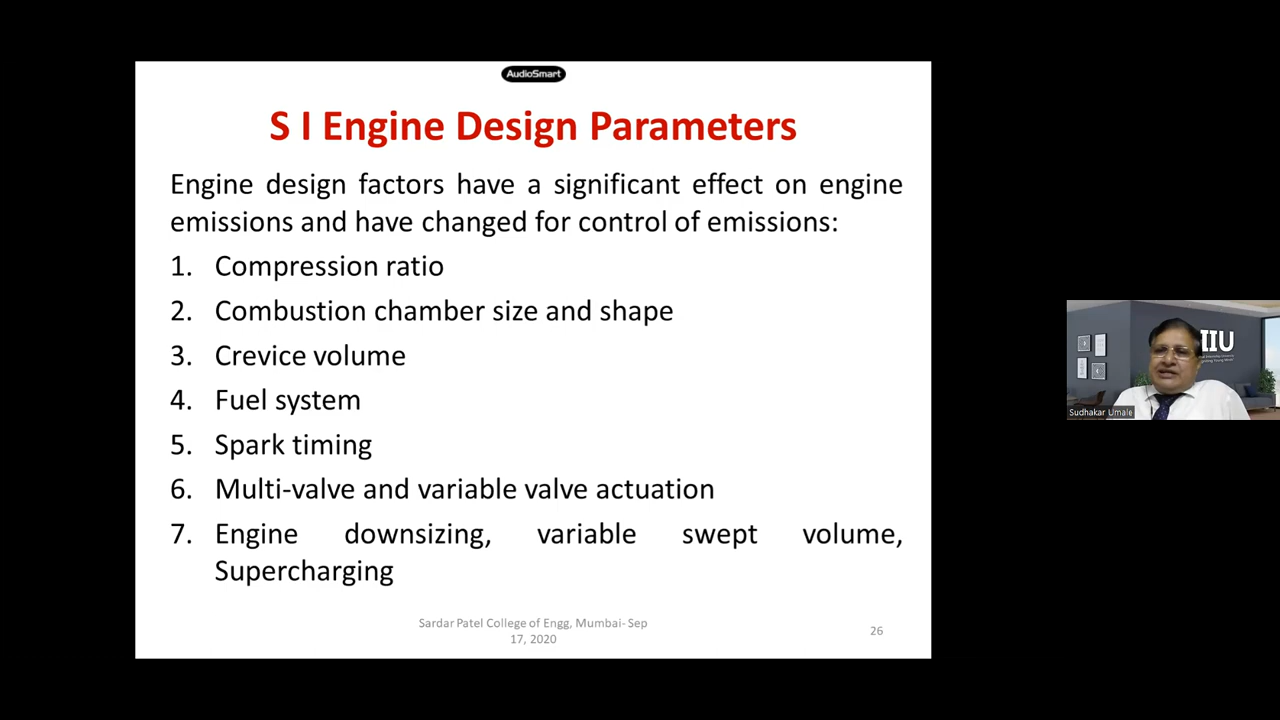 AudioSmart
S I Engine Design Parameters
Engine design factors have a significant effect on engine
emissions and have changed for control of emissions:
1. Compression ratio
2. Combustion chamber size and shape
3. Crevice volume
4. Fuel system
5. Spark timing
6. Multi-valve and variable valve actuation
7. Engine downsizing, variable swept volume,
Supercharging
Sardar Patel College of Engg, Mumbai- Sep
17, 2020
26
IIU
Sudhakar Umale